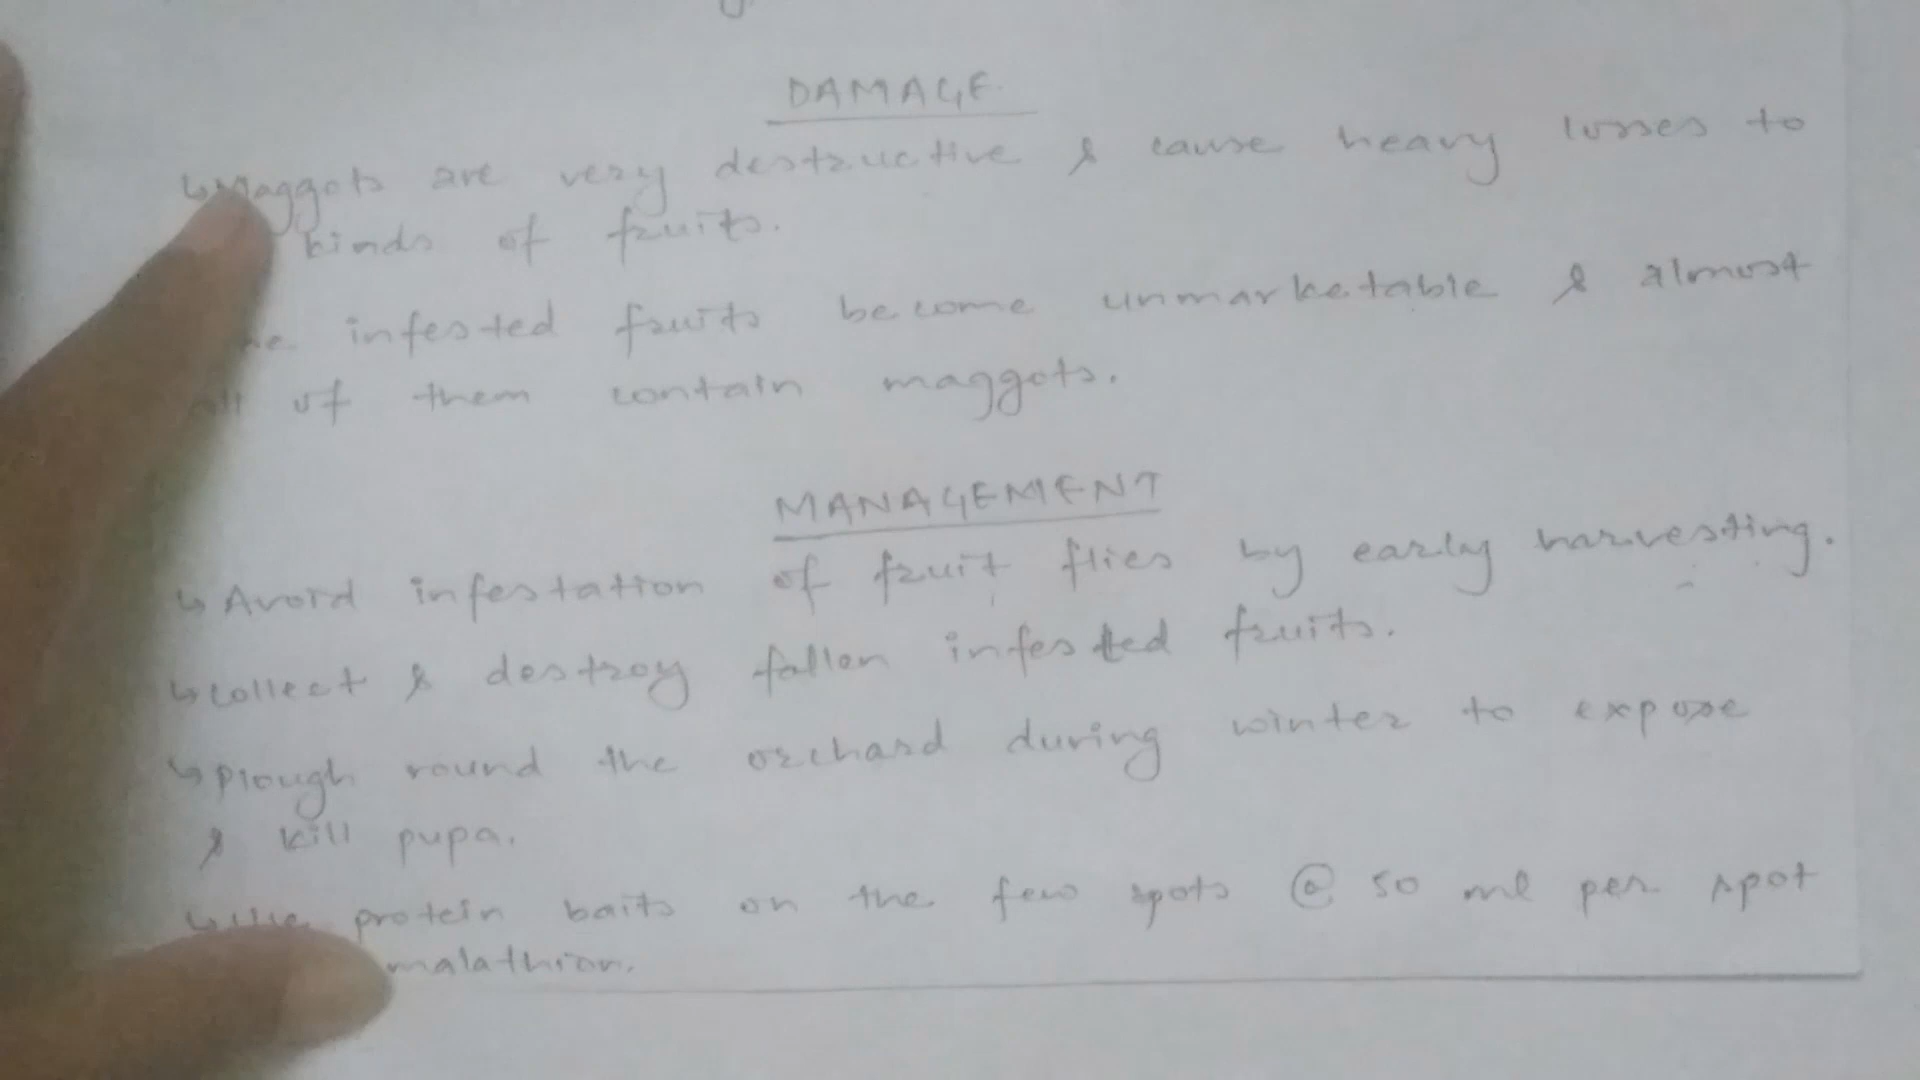 DAMAGE
↳ Maggots are very destructive & cause heavy losses to
kinds of fruits.
infested fruits become unmarketable & almost
of them contain maggots.
MANAGEMENT
↳ Avoid infestation of fruit flies by early harvesting.
↳ collect & destroy fallen infested fruits.
↳ plough round the orchard during winter to expose
& kill pupa.
↳ Use protein baits on the few spots @ 50 ml per spot
malathion.